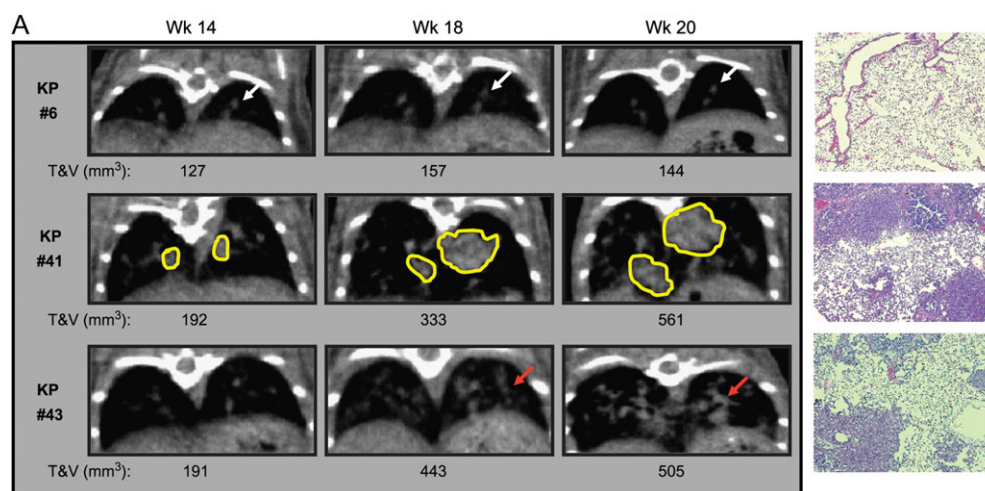 A
Wk 14 Wk 18 Wk 20
KP
#6
T&V (mm³): 127 157 144
KP
#41
T&V (mm³): 192 333 561
KP
#43
T&V (mm³): 191 443 505